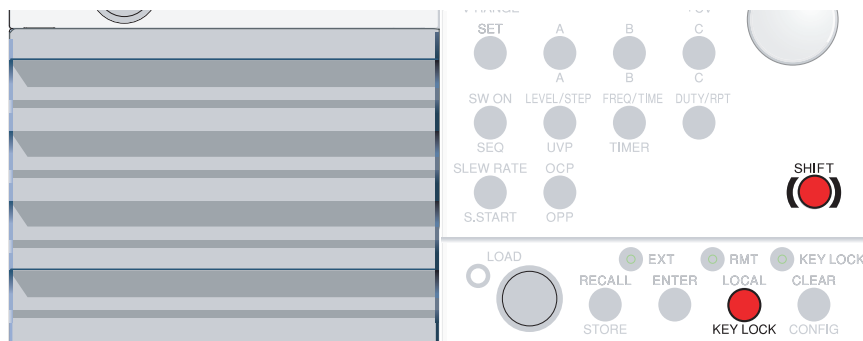 SET A B C
A B C
SW ON LEVEL/STEP FREQ/TIME DUTY/RPT
SEQ UVP TIMER
SLEW RATE OCP SHIFT
S.START OPP
LOAD EXT RMT KEY LOCK
RECALL ENTER LOCAL CLEAR
STORE KEY LOCK CONFIG